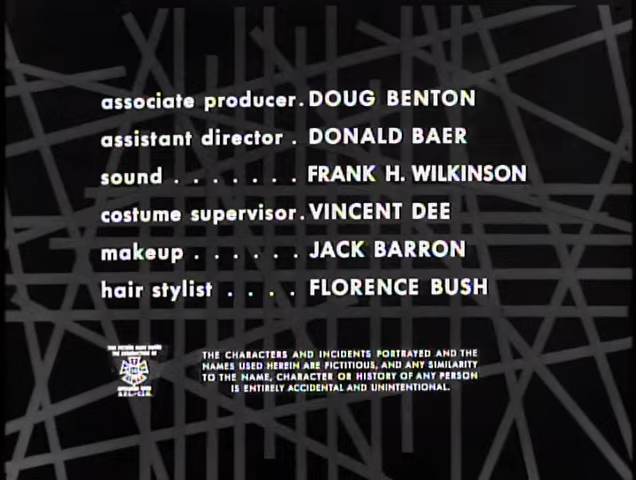 associate producer. DOUG BENTON
assistant director . DONALD BAER
sound . . . . . . . FRANK H. WILKINSON
costume supervisor. VINCENT DEE
makeup . . . . . . JACK BARRON
hair stylist . . . . FLORENCE BUSH
THE CHARACTERS AND INCIDENTS PORTRAYED AND THE
NAMES USED HEREIN ARE FICTITIOUS, AND ANY SIMILARITY
TO THE NAME, CHARACTER OR HISTORY OF ANY PERSON
IS ENTIRELY ACCIDENTAL AND UNINTENTIONAL.